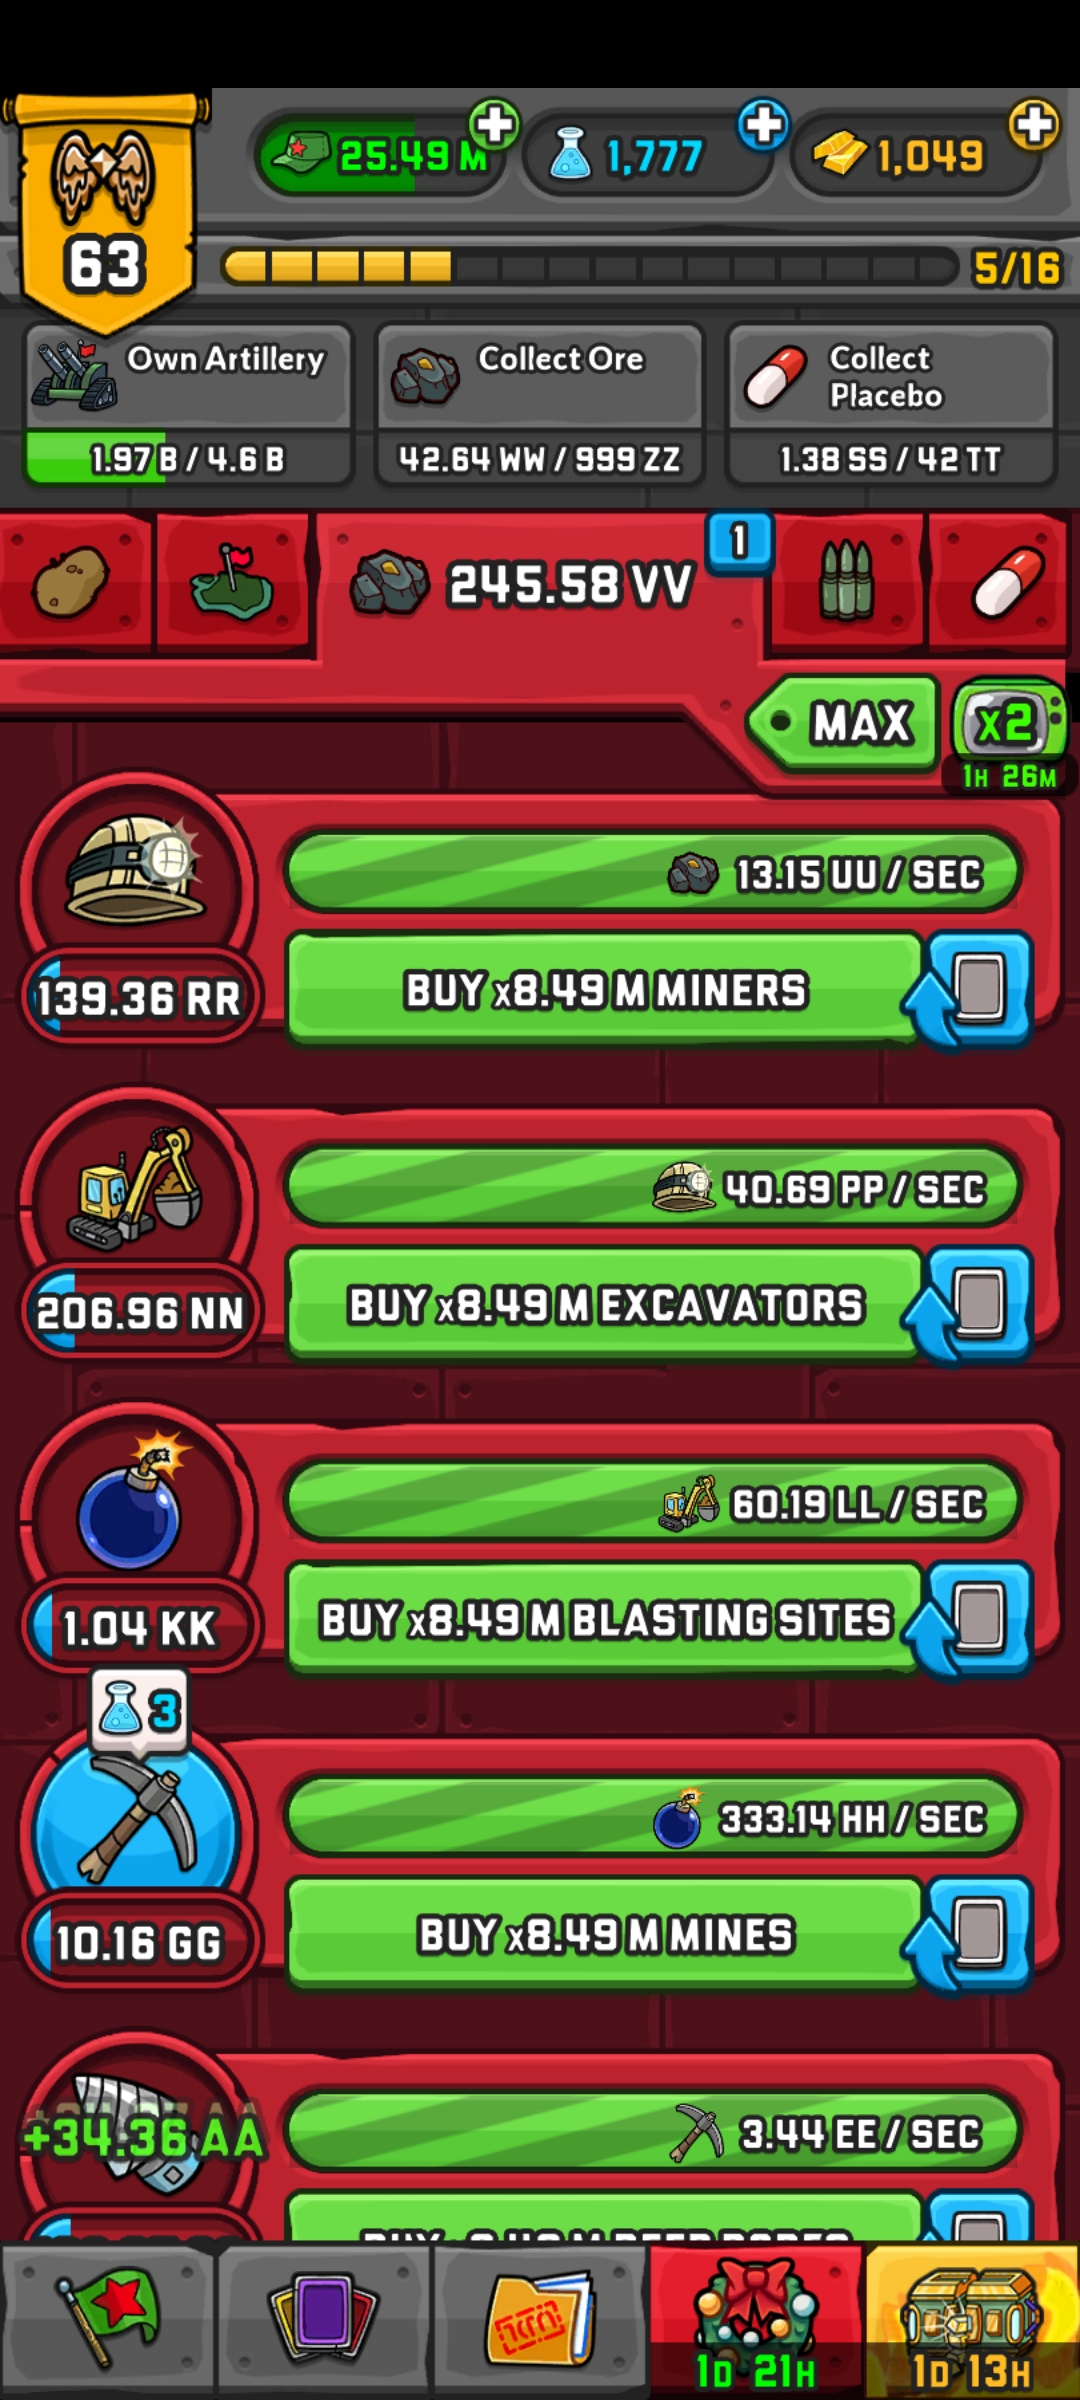 25.49 M
1,777
1,049
63
5/16
Own Artillery
1.97 B / 4.6 B
Collect Ore
42.64 WW / 999 ZZ
Collect
Placebo
1.38 SS / 42 TT
245.58 VV
1
MAX
x2
1H 26M
13.15 UU / SEC
139.36 RR
BUY x8.49 M MINERS
40.69 PP / SEC
206.96 NN
BUY x8.49 M EXCAVATORS
60.19 LL / SEC
1.04 KK
BUY x8.49 M BLASTING SITES
3
333.14 HH / SEC
10.16 GG
BUY x8.49 M MINES
+34.36 AA
3.44 EE / SEC
1D 21H
1D 13H